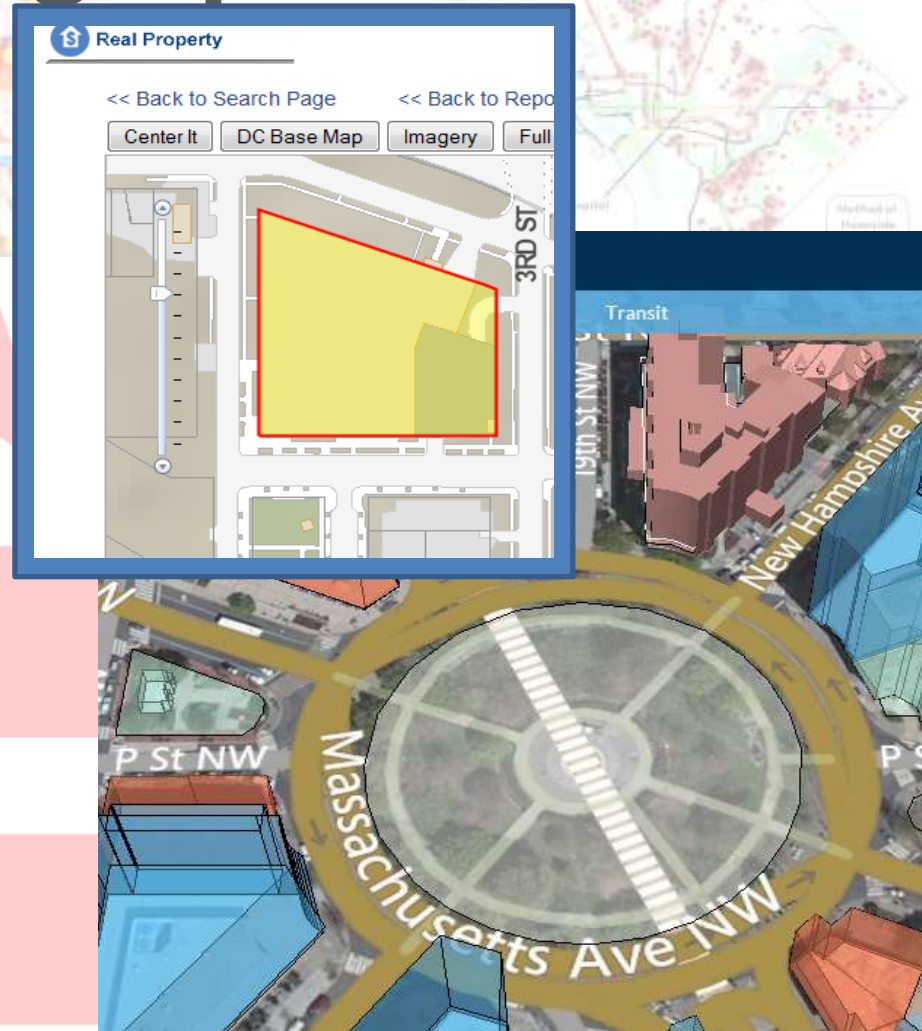 Real Property
<< Back to Search Page << Back to Repo
Center It DC Base Map Imagery Full
3RD ST
Transit
19th St NW
New Hampshire A
P St NW
P S
Massachusetts Ave NW